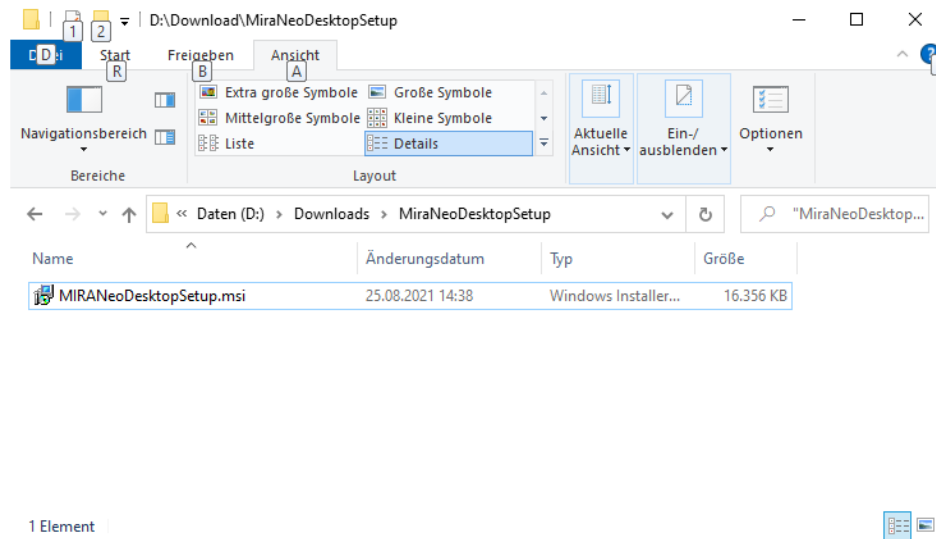 D:\Download\MiraNeoDesktopSetup
1 2
Start Freigeben Ansicht
D R B A
Extra große Symbole Große Symbole
Mittelgroße Symbole Kleine Symbole
Liste Details
Navigationsbereich
Aktuelle Ansicht
Ein-/ ausblenden
Optionen
Bereiche Layout
« Daten (D:) › Downloads › MiraNeoDesktopSetup
"MiraNeoDesktop...
Name Änderungsdatum Typ Größe
MIRANeoDesktopSetup.msi 25.08.2021 14:38 Windows Installer... 16.356 KB
1 Element